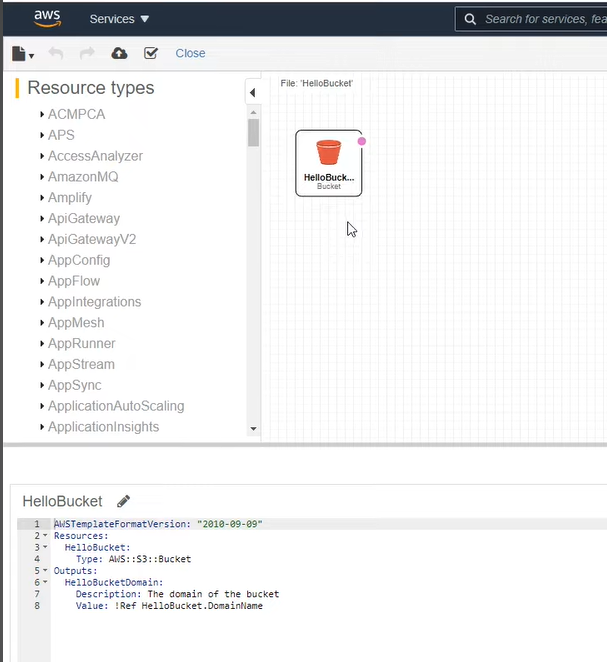 aws Services Search for services, fea
Close
Resource types
File: 'HelloBucket'
ACMPCA
APS
AccessAnalyzer
AmazonMQ
Amplify
ApiGateway
ApiGatewayV2
AppConfig
AppFlow
AppIntegrations
AppMesh
AppRunner
AppStream
AppSync
ApplicationAutoScaling
ApplicationInsights
HelloBuck...
Bucket
HelloBucket
1 AWSTemplateFormatVersion: "2010-09-09"
2 Resources:
3 HelloBucket:
4 Type: AWS::S3::Bucket
5 Outputs:
6 HelloBucketDomain:
7 Description: The domain of the bucket
8 Value: !Ref HelloBucket.DomainName